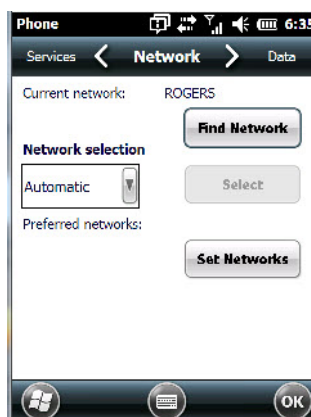 Phone 6:35
Services Network Data
Current network: ROGERS
Find Network
Network selection
Automatic Select
Preferred networks:
Set Networks
OK